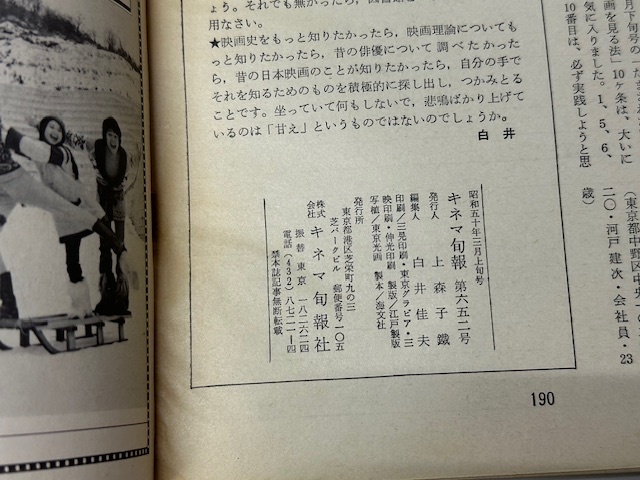 ょう。それでも無かったら,
用なさい。
★映画史をもっと知りたかったら,映画理論についても
っと知りたかったら,昔の俳優について調べたかった
ら,昔の日本映画のことが知りたかったら,自分の手で
それを知るためのものを積極的に探し出し,つかみとる
ことです。坐っていて何もしないで,悲鳴ばかり上げて
いるのは「甘え」というものではないのでしょうか。
白井
昭和五十年三月上旬号
キネマ旬報 第六五二号
発行人 上森子鐵
編集人 白井佳夫
印刷/三晃印刷・東京グラビア・三
映印刷・伸光印刷 製版/江戸製版
写植/東京光画 製本/海文社
発行所
東京都港区芝栄町九の三
芝パークビル 郵便番号一〇五
株式会社 キネマ旬報社
振替 東京 一八二六二四
電話(432)八七二一-四
禁本誌記事無断転載
月下旬号の
画を見る法」10ヶ条は、大いに
気に入りました。1、5、6、
10番目は、必ず実践しようと思
(東京都中野区中央
二〇・河戸建次・会社員・23
歳)
190